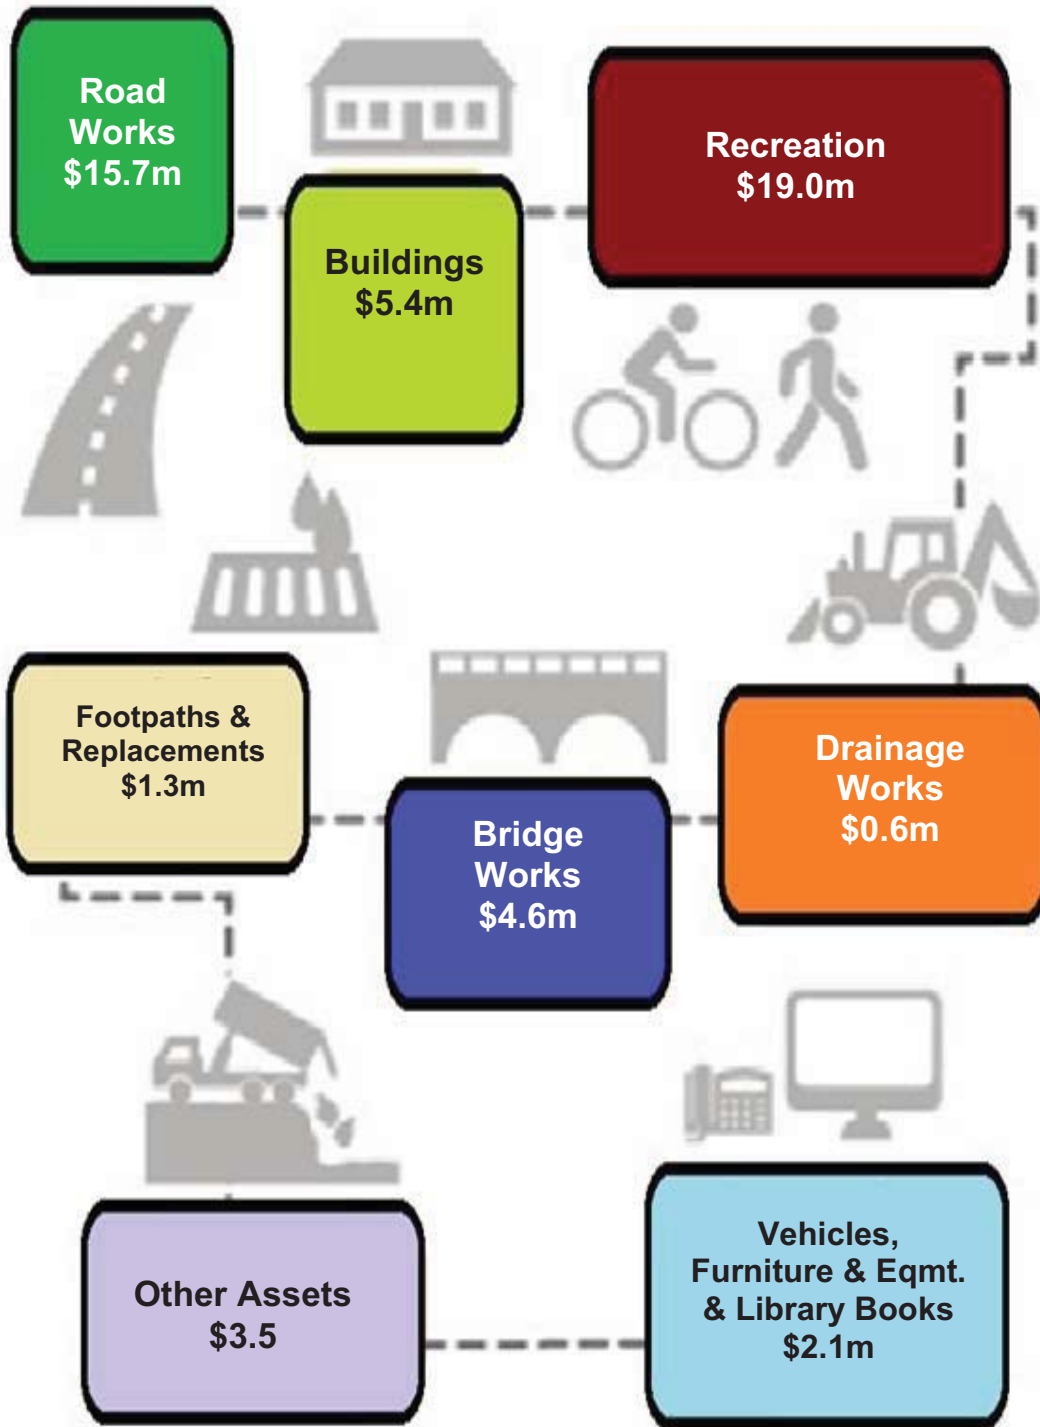 Road
Works
$15.7m
Buildings
$5.4m
Recreation
$19.0m
Footpaths &
Replacements
$1.3m
Bridge
Works
$4.6m
Drainage
Works
$0.6m
Other Assets
$3.5
Vehicles,
Furniture & Eqmt.
& Library Books
$2.1m